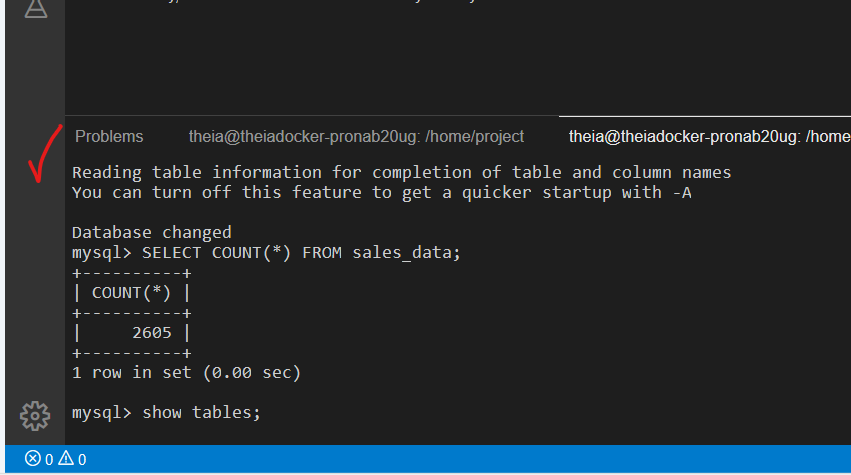 Problems theia@theiadocker-pronab20ug: /home/project theia@theiadocker-pronab20ug: /home
Reading table information for completion of table and column names
You can turn off this feature to get a quicker startup with -A
Database changed
mysql> SELECT COUNT(*) FROM sales_data;
+----------+
| COUNT(*) |
+----------+
|     2605 |
+----------+
1 row in set (0.00 sec)
mysql> show tables;
0 0